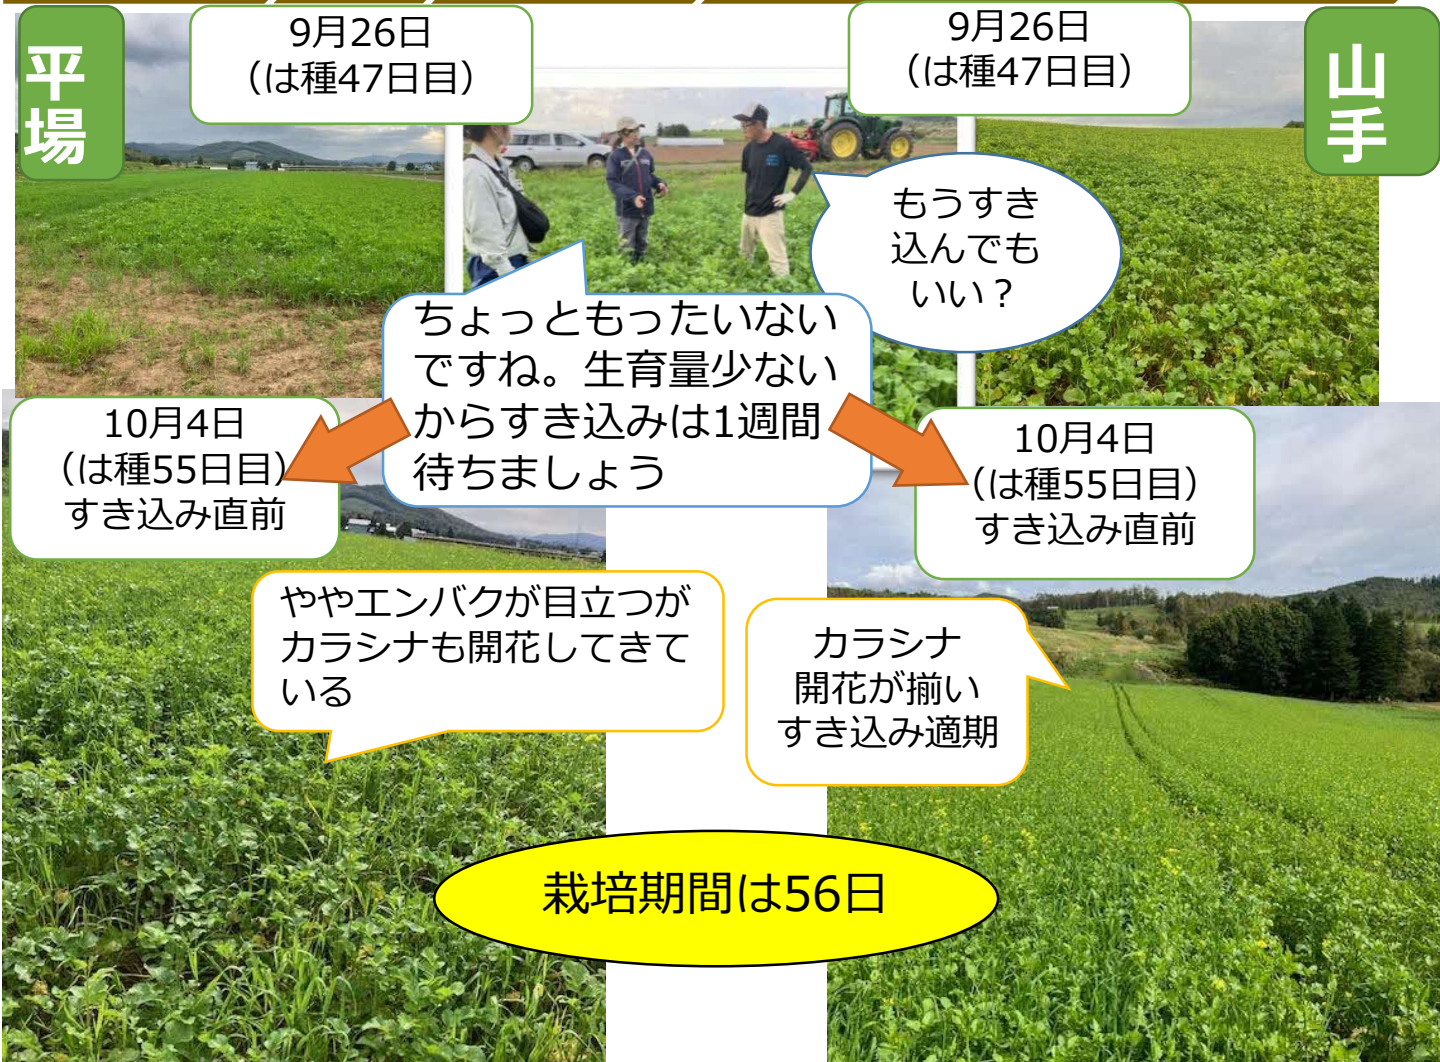 平場
9月26日
（は種47日目）
9月26日
（は種47日目）
山手
もうすき
込んでも
いい？
ちょっともったいない
ですね。生育量少ない
からすき込みは1週間
待ちましょう
10月4日
（は種55日目）
すき込み直前
10月4日
（は種55日目）
すき込み直前
ややエンバクが目立つが
カラシナも開花してきて
いる
カラシナ
開花が揃い
すき込み適期
栽培期間は56日